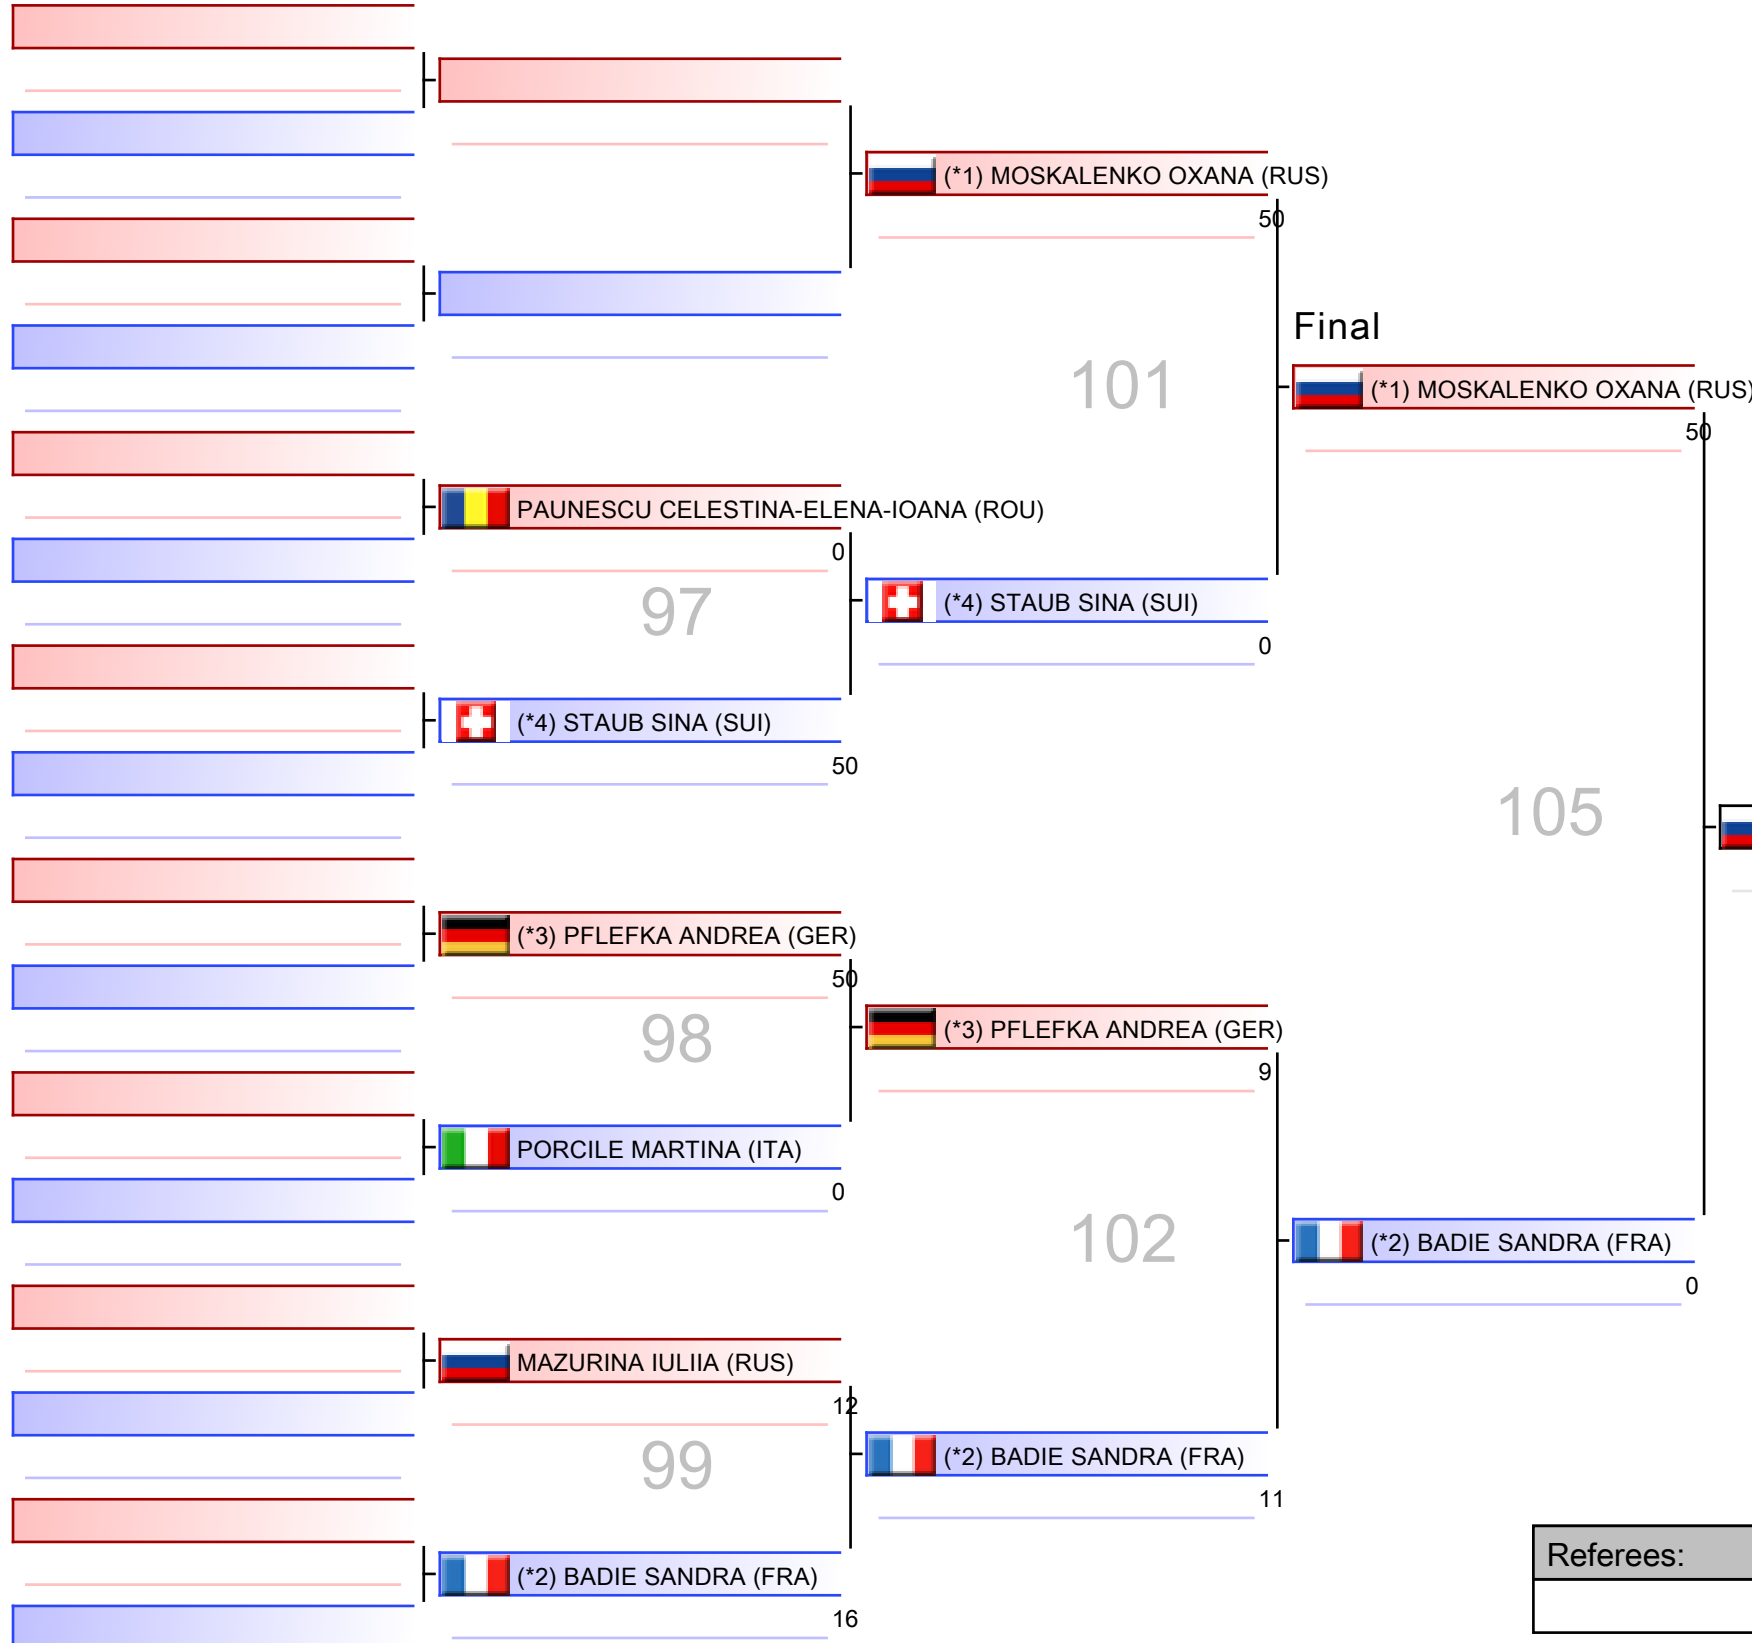 (*1) MOSKALENKO OXANA (RUS)
50
Final
101
(*1) MOSKALENKO OXANA (RUS)
50
PAUNESCU CELESTINA-ELENA-IOANA (ROU)
0
97
(*4) STAUB SINA (SUI)
0
(*4) STAUB SINA (SUI)
50
105
(*3) PFLEFKA ANDREA (GER)
50
98
(*3) PFLEFKA ANDREA (GER)
9
PORCILE MARTINA (ITA)
0
102
(*2) BADIE SANDRA (FRA)
0
MAZURINA IULIIA (RUS)
12
99
(*2) BADIE SANDRA (FRA)
11
(*2) BADIE SANDRA (FRA)
16
Referees: